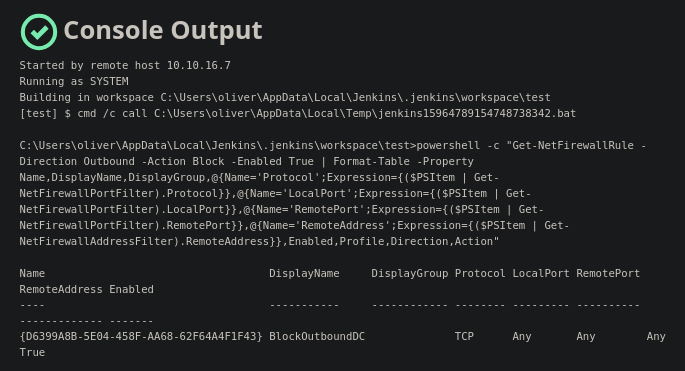 Console Output
Started by remote host 10.10.16.7
Running as SYSTEM
Building in workspace C:\Users\oliver\AppData\Local\Jenkins\.jenkins\workspace\test
[test] $ cmd /c call C:\Users\oliver\AppData\Local\Temp\jenkins15964789154748738342.bat
C:\Users\oliver\AppData\Local\Jenkins\.jenkins\workspace\test>powershell -c "Get-NetFirewallRule -
Direction Outbound -Action Block -Enabled True | Format-Table -Property
Name,DisplayName,DisplayGroup,@{Name='Protocol';Expression={($PSItem | Get-
NetFirewallPortFilter).Protocol}},@{Name='LocalPort';Expression={($PSItem | Get-
NetFirewallPortFilter).LocalPort}},@{Name='RemotePort';Expression={($PSItem | Get-
NetFirewallPortFilter).RemotePort}},@{Name='RemoteAddress';Expression={($PSItem | Get-
NetFirewallAddressFilter).RemoteAddress}},Enabled,Profile,Direction,Action"
Name                                   DisplayName     DisplayGroup Protocol LocalPort RemotePort
RemoteAddress Enabled
----                                   -----------     ------------ -------- --------- ----------
------------- -------
{D6399A8B-5E04-458F-AA68-62F64A4F1F43} BlockOutboundDC              TCP      Any       Any        Any
True